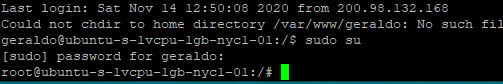 Last login: Sat Nov 14 12:50:08 2020 from 200.98.132.168
Could not chdir to home directory /var/www/geraldo: No such fil
geraldo@ubuntu-s-1vcpu-1gb-nyc1-01:/$ sudo su
[sudo] password for geraldo:
root@ubuntu-s-1vcpu-1gb-nyc1-01:/#